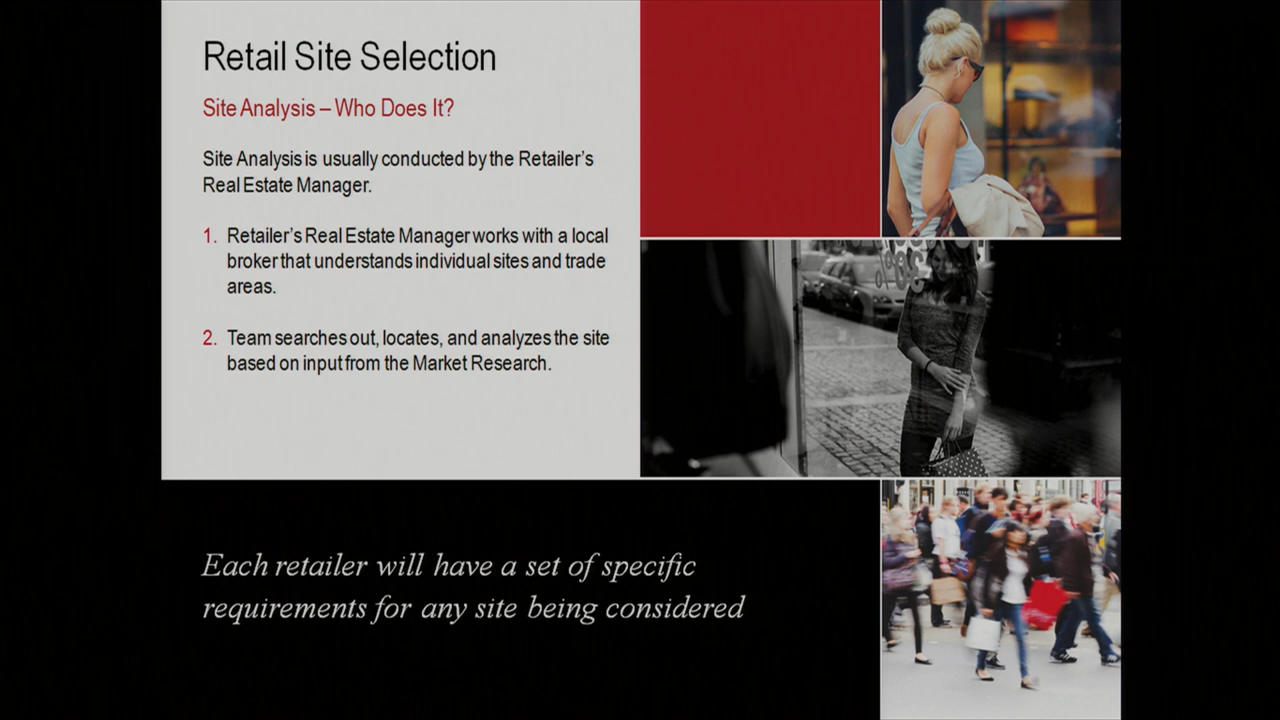 Retail Site Selection
Site Analysis – Who Does It?
Site Analysis is usually conducted by the Retailer's
Real Estate Manager.
1. Retailer's Real Estate Manager works with a local
broker that understands individual sites and trade
areas.
2. Team searches out, locates, and analyzes the site
based on input from the Market Research.
Each retailer will have a set of specific
requirements for any site being considered